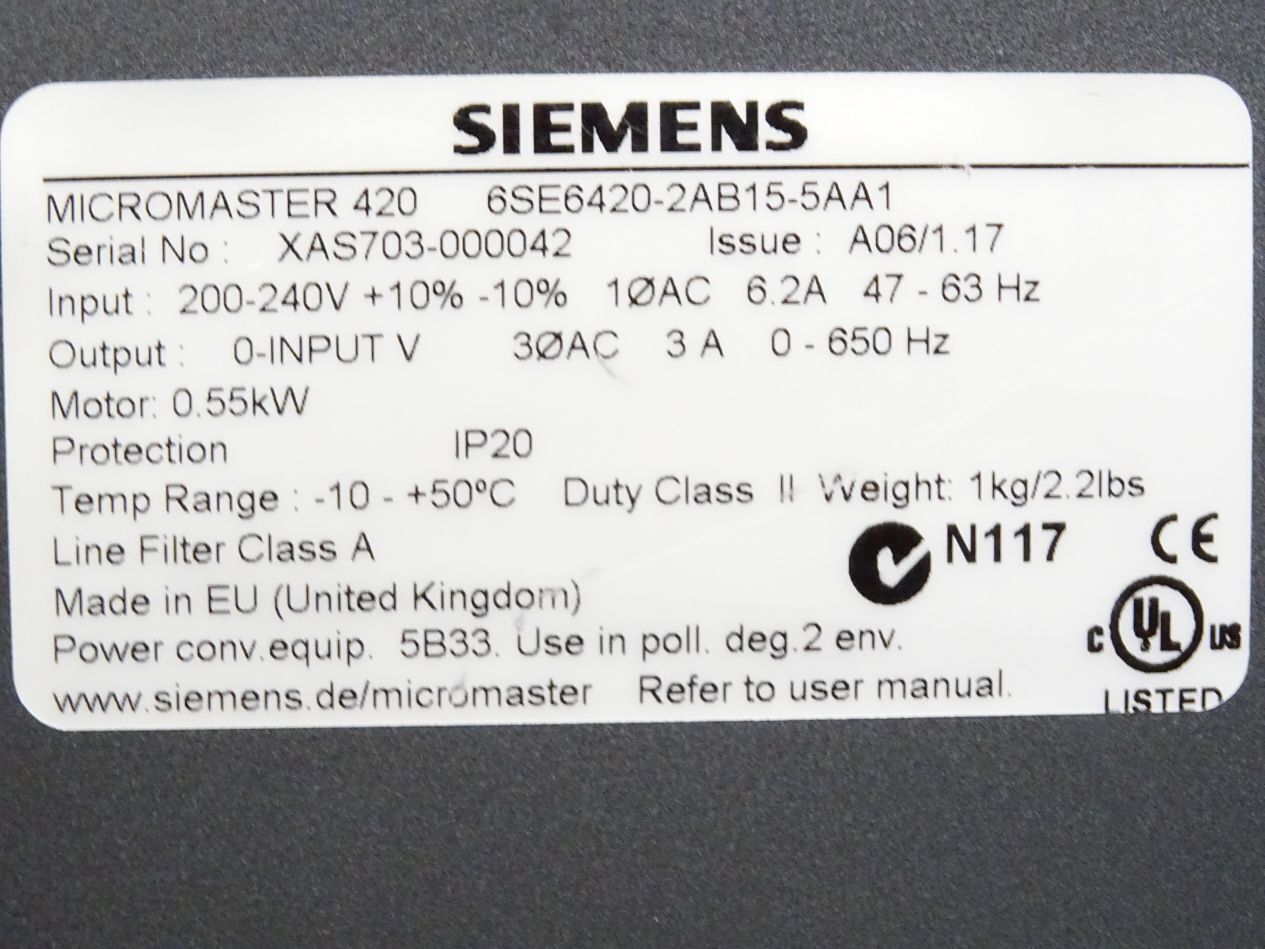 SIEMENS
MICROMASTER 420 6SE6420-2AB15-5AA1
Serial No : XAS703-000042 Issue : A06/1.17
Input : 200-240V +10% -10% 1ØAC 6.2A 47 - 63 Hz
Output : 0-INPUT V 3ØAC 3 A 0 - 650 Hz
Motor: 0.55kW
Protection IP20
Temp Range : -10 - +50ºC Duty Class II Weight: 1kg/2.2lbs
Line Filter Class A N117 CE
Made in EU (United Kingdom)
Power conv.equip. 5B33. Use in poll. deg.2 env. C UL US
www.siemens.de/micromaster Refer to user manual. LISTED